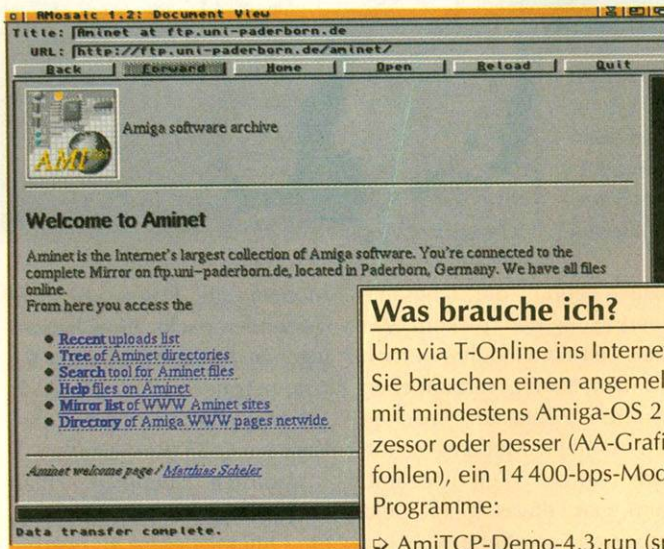 AMosaic 1.2: Document View
Title: Aminet at ftp.uni-paderborn.de
URL: http://ftp.uni-paderborn.de/aminet/
Back Forward Home Open Reload Quit
AMI net
Amiga software archive
Welcome to Aminet
Aminet is the Internet's largest collection of Amiga software. You're connected to the
complete Mirror on ftp.uni-paderborn.de, located in Paderborn, Germany. We have all files
online.
From here you access the
Recent uploads list
Tree of Aminet directories
Search tool for Aminet files
Help files on Aminet
Mirror list of WWW Aminet sites
Directory of Amiga WWW pages netwide
Aminet welcome page / Matthias Scheler
Data transfer complete.
Was brauche ich?
Um via T-Online ins Internet
Sie brauchen einen angemel
mit mindestens Amiga-OS 2
zessor oder besser (AA-Grafi
fohlen), ein 14 400-bps-Mod
Programme:
➪ AmiTCP-Demo-4.3.run (s